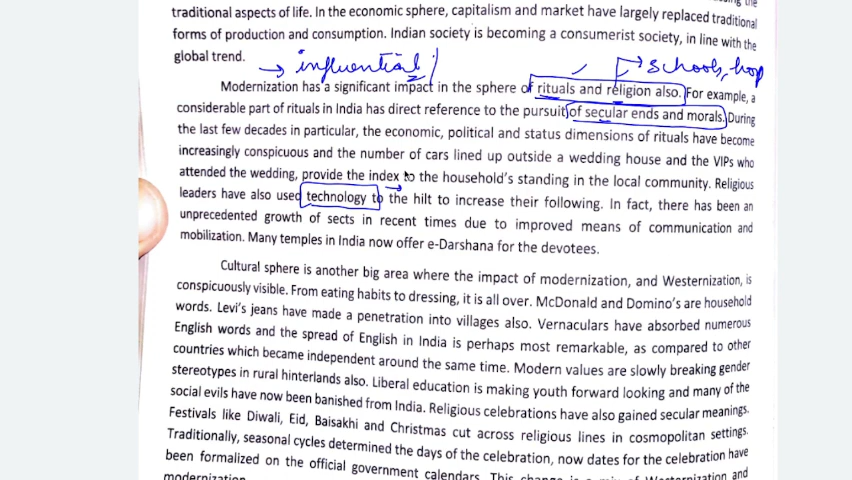 traditional aspects of life. In the economic sphere, capitalism and market have largely replaced traditional
forms of production and consumption. Indian society is becoming a consumerist society, in line with the
global trend.
→ influential
→ schools, hop
Modernization has a significant impact in the sphere of rituals and religion also. For example, a
considerable part of rituals in India has direct reference to the pursuit of secular ends and morals. During
the last few decades in particular, the economic, political and status dimensions of rituals have become
increasingly conspicuous and the number of cars lined up outside a wedding house and the VIPs who
attended the wedding, provide the index to the household's standing in the local community. Religious
leaders have also used technology to the hilt to increase their following. In fact, there has been an
unprecedented growth of sects in recent times due to improved means of communication and
mobilization. Many temples in India now offer e-Darshana for the devotees.
Cultural sphere is another big area where the impact of modernization, and Westernization, is
conspicuously visible. From eating habits to dressing, it is all over. McDonald and Domino's are household
words. Levi's jeans have made a penetration into villages also. Vernaculars have absorbed numerous
English words and the spread of English in India is perhaps most remarkable, as compared to other
countries which became independent around the same time. Modern values are slowly breaking gender
stereotypes in rural hinterlands also. Liberal education is making youth forward looking and many of the
social evils have now been banished from India. Religious celebrations have also gained secular meanings.
Festivals like Diwali, Eid, Baisakhi and Christmas cut across religious lines in cosmopolitan settings.
Traditionally, seasonal cycles determined the days of the celebration, now dates for the celebration have
been formalized on the official government calendars. This change is a mix of Westernization and
modernization